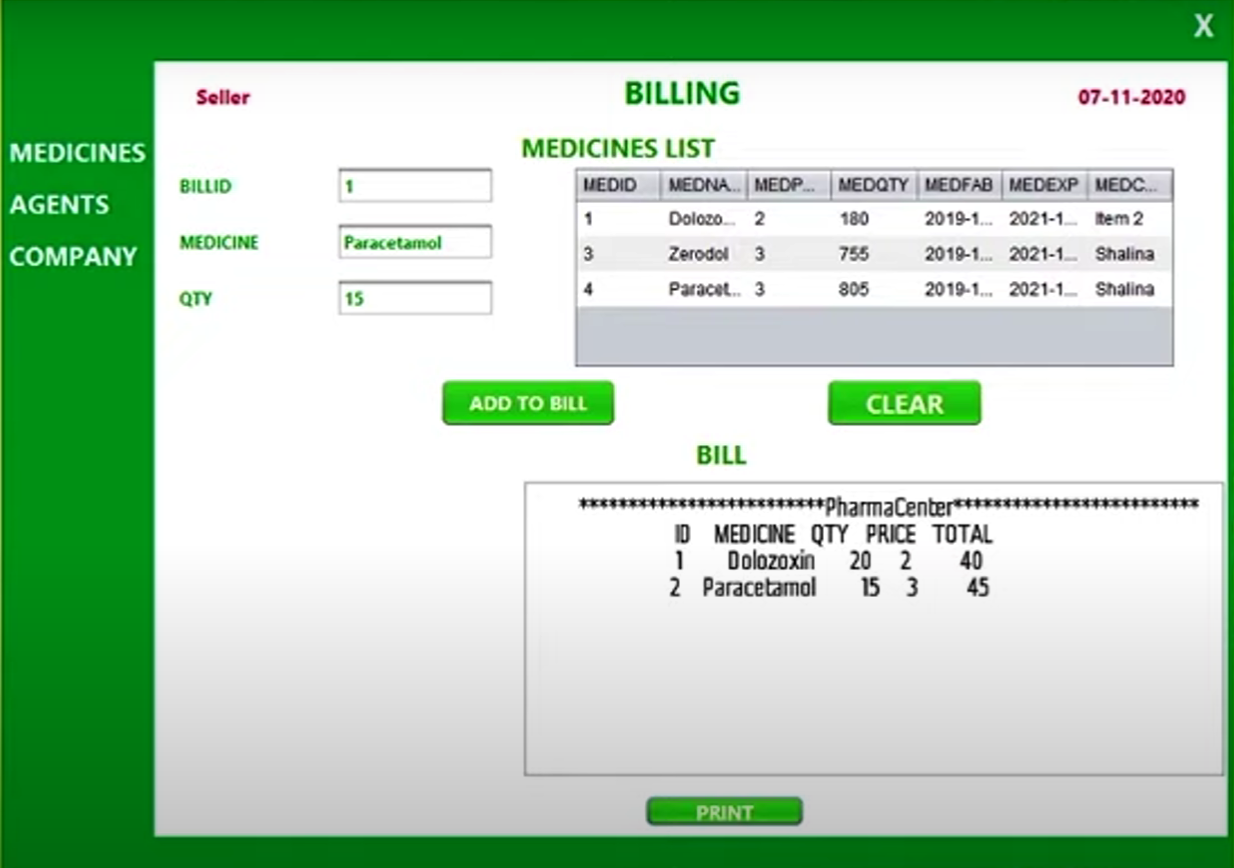 X
Seller BILLING 07-11-2020
MEDICINES
AGENTS
COMPANY
BILLID 1
MEDICINE Paracetamol
QTY 15
MEDICINES LIST
MEDID MEDNA... MEDP... MEDQTY MEDFAB MEDEXP MEDC...
1 Dolozo... 2 180 2019-1... 2021-1... Item 2
3 Zerodol 3 755 2019-1... 2021-1... Shalina
4 Paracet... 3 805 2019-1... 2021-1... Shalina
ADD TO BILL CLEAR
BILL
*************************PharmaCenter*************************
ID MEDICINE QTY PRICE TOTAL
1 Dolozoxin 20 2 40
2 Paracetamol 15 3 45
PRINT